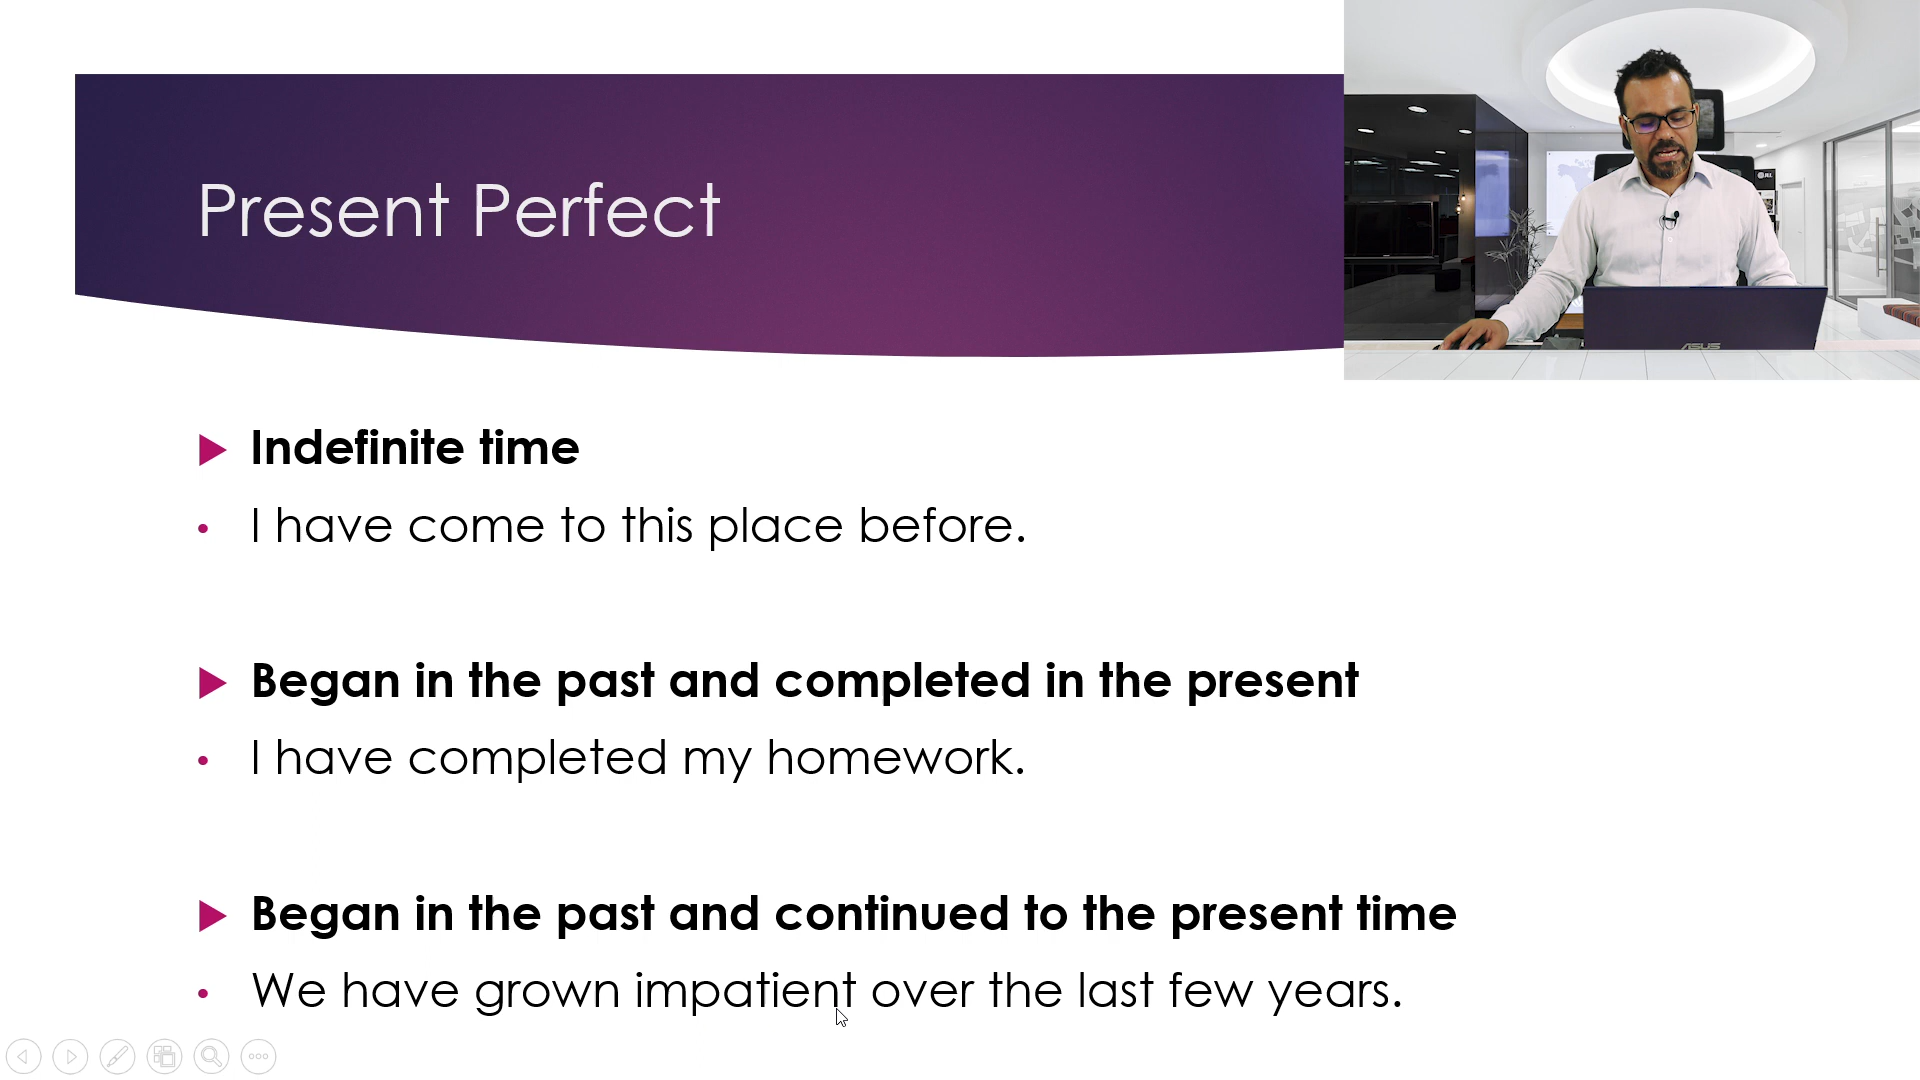 Present Perfect
Indefinite time
I have come to this place before.
Began in the past and completed in the present
I have completed my homework.
Began in the past and continued to the present time
We have grown impatient over the last few years.
ASUS
JLL